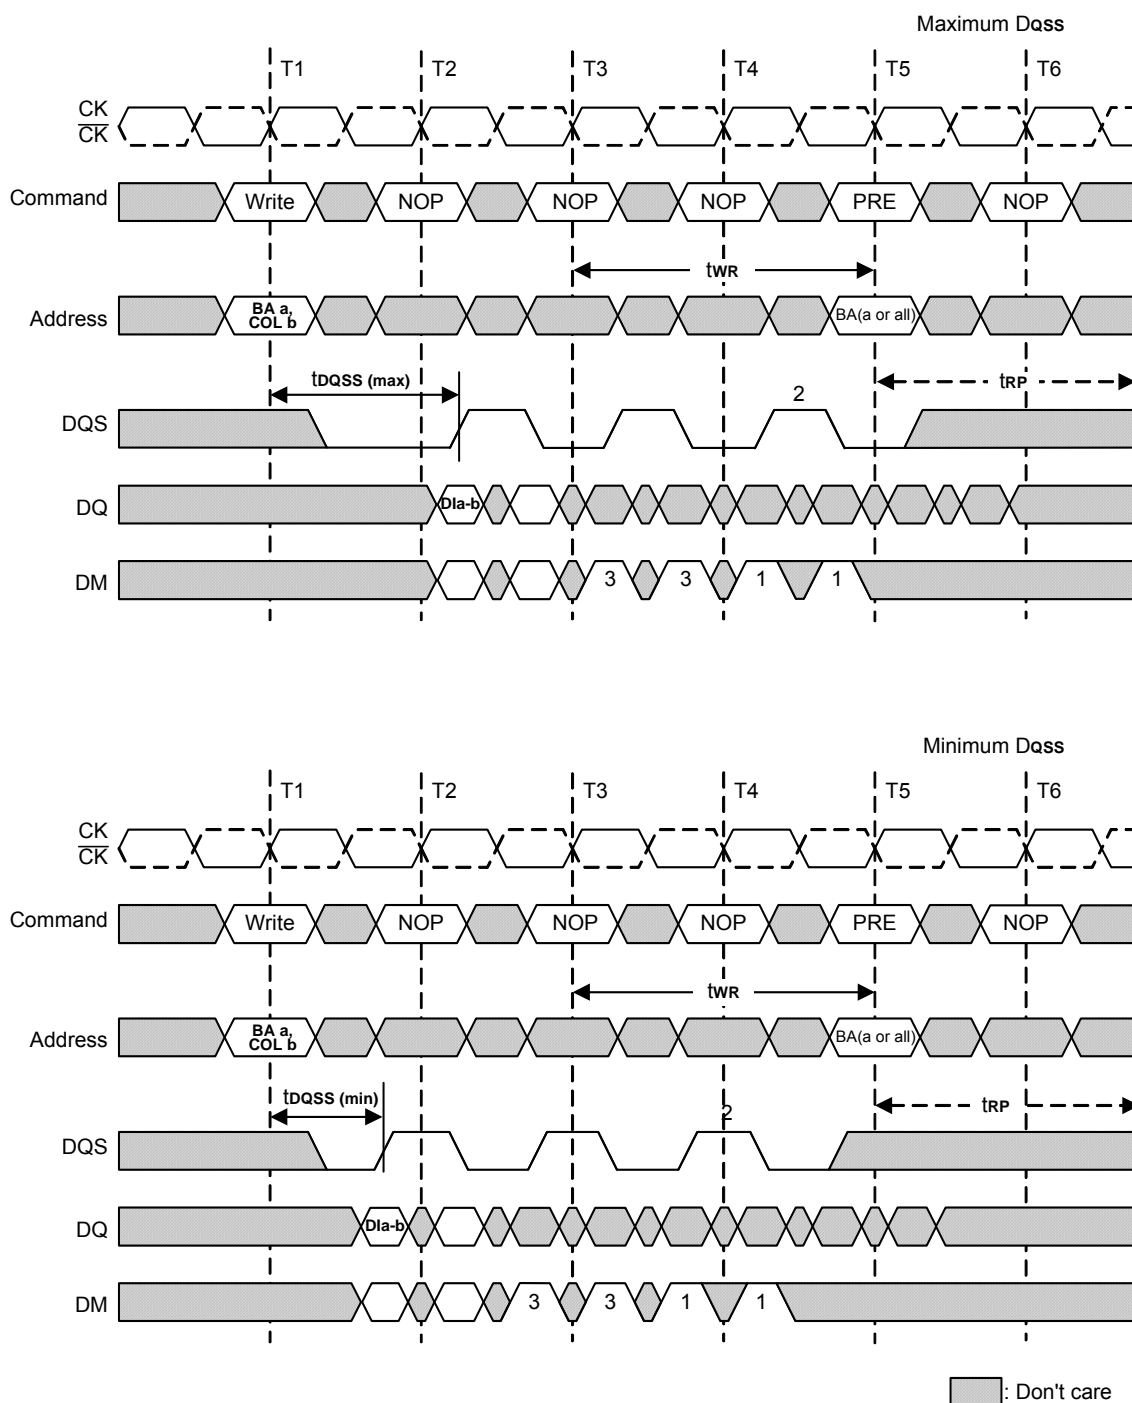 Maximum DQSS
T1 T2 T3 T4 T5 T6
CK
CK
Command Write NOP NOP NOP PRE NOP
tWR
Address BA a, COL b BA(a or all)
tDQSS (max) tRP
2
DQS
DQ DIa-b
DM 3 3 1 1
Minimum DQSS
T1 T2 T3 T4 T5 T6
CK
CK
Command Write NOP NOP NOP PRE NOP
tWR
Address BA a, COL b BA(a or all)
tDQSS (min) tRP
2
DQS
DQ DIa-b
DM 3 3 1 1
: Don't care